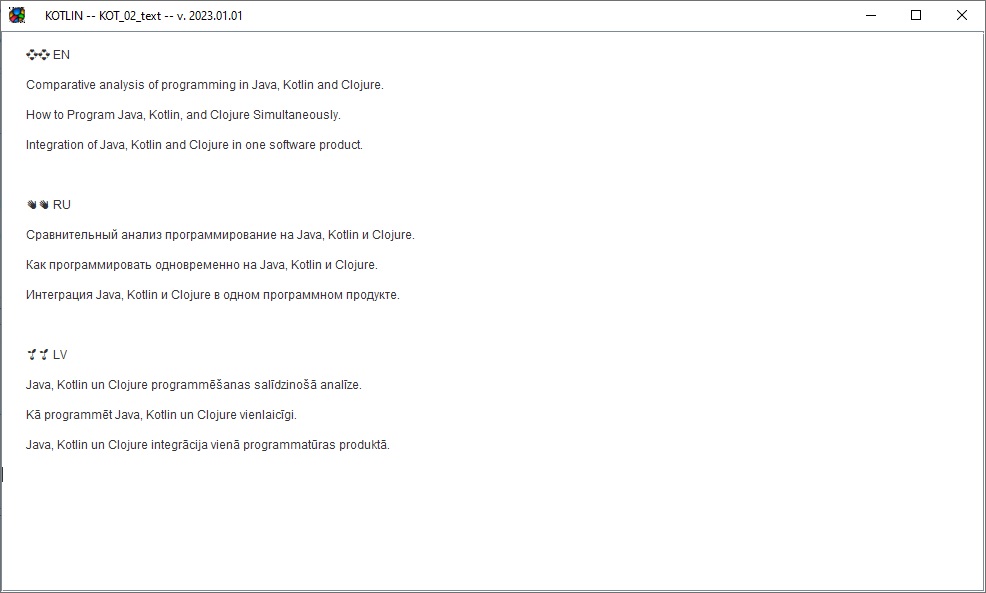 KOTLIN -- KOT_02_text -- v. 2023.01.01
EN
Comparative analysis of programming in Java, Kotlin and Clojure.
How to Program Java, Kotlin, and Clojure Simultaneously.
Integration of Java, Kotlin and Clojure in one software product.
RU
Сравнительный анализ программирование на Java, Kotlin и Clojure.
Как программировать одновременно на Java, Kotlin и Clojure.
Интеграция Java, Kotlin и Clojure в одном программном продукте.
LV
Java, Kotlin un Clojure programmēšanas salīdzinošā analīze.
Kā programmēt Java, Kotlin un Clojure vienlaicīgi.
Java, Kotlin un Clojure integrācija vienā programmatūras produktā.